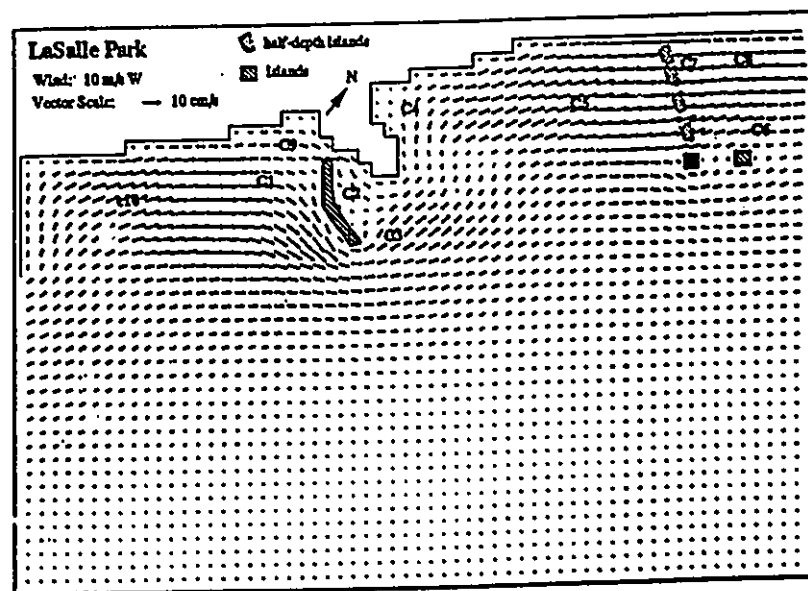 LaSalle Park
Wind: 10 m/s W
Vector Scale: → 10 cm/s
half-depth Islands
Islands
N
C4
C5
C7
C8
C6
C9
C1
C2
C3